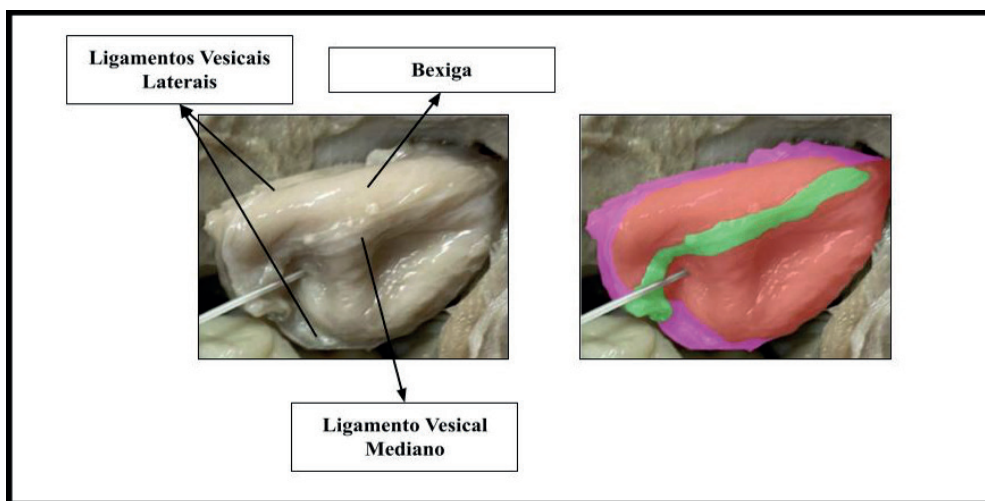 Ligamentos Vesicais
Laterais
Bexiga
Ligamento Vesical
Mediano